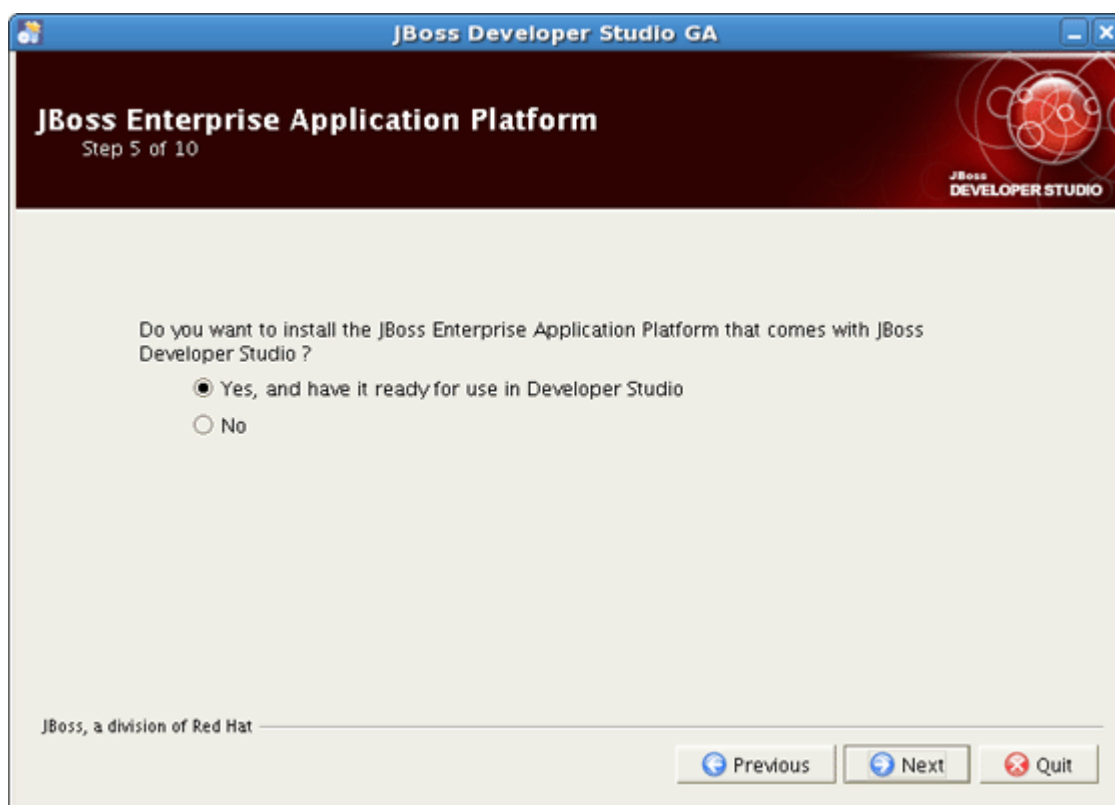 JBoss Developer Studio GA
JBoss Enterprise Application Platform
Step 5 of 10
JBoss
DEVELOPER STUDIO
Do you want to install the JBoss Enterprise Application Platform that comes with JBoss
Developer Studio ?
Yes, and have it ready for use in Developer Studio
No
JBoss, a division of Red Hat
Previous
Next
Quit